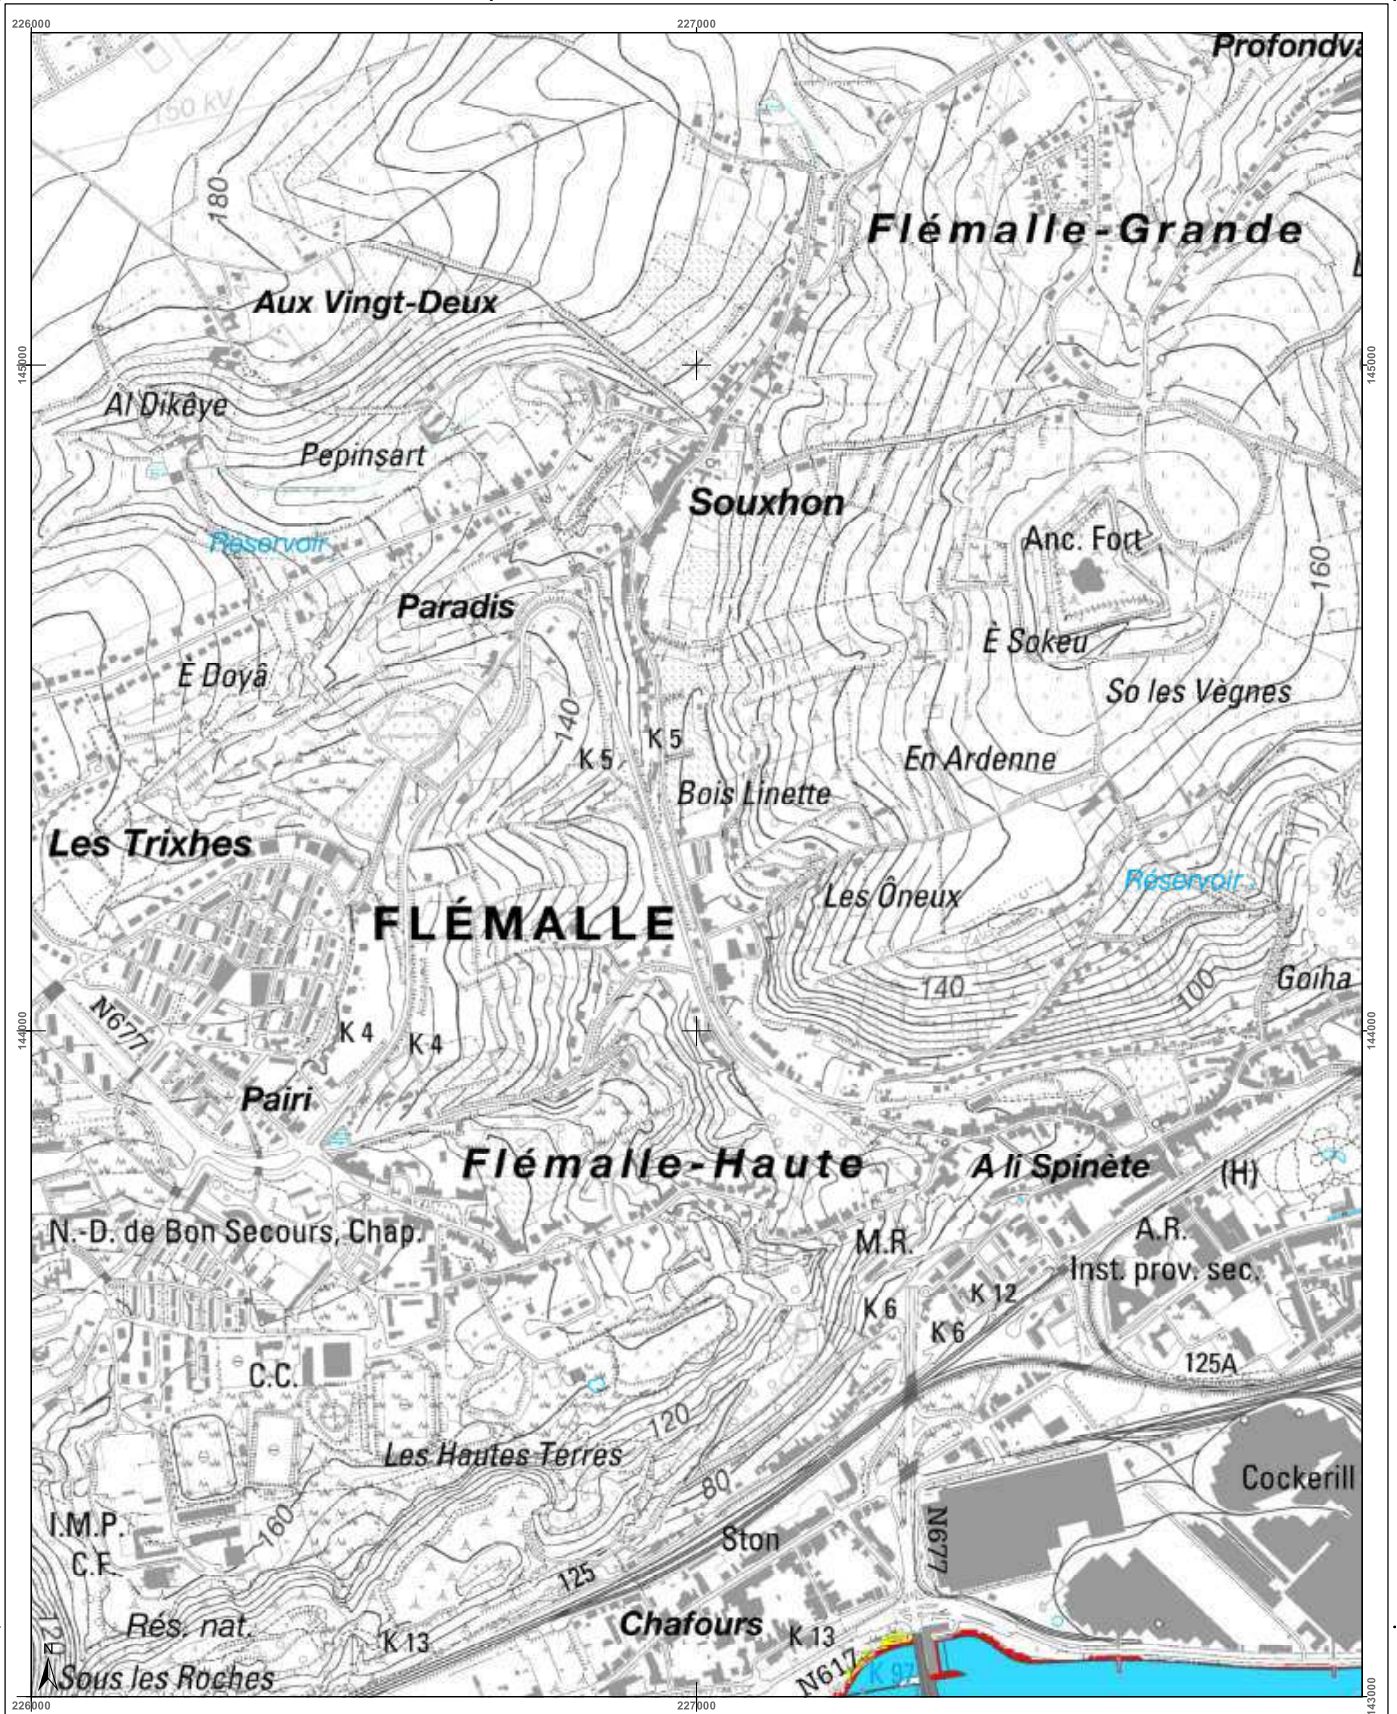 226000
227000
Profondva
150 kV
180
Flémalle-Grande
Aux Vingt-Deux
145000
145000
Al Dikêye
Pepinsart
Souxhon
Réservoir
Anc. Fort
160
Paradis
È Sokeu
È Doyâ
So les Vègnes
140
K 5
K 5
En Ardenne
Bois Linette
Les Trixhes
Réservoir
Les Ôneux
FLÉMALLE
Goiha
140
100
N677
K 4
K 4
144000
144000
Pairi
Flémalle-Haute
A li Spinète
(H)
N.-D. de Bon Secours, Chap.
M.R.
A.R.
Inst. prov. sec.
K 6
K 12
K 6
125A
C.C.
120
Les Hautes Terres
80
Cockerill
160
I.M.P.
C.F.
Ston
N677
125
Rés. nat.
Chafours
K 13
K 13
120
N
N617
K 97
Sous les Roches
226000
227000
143000